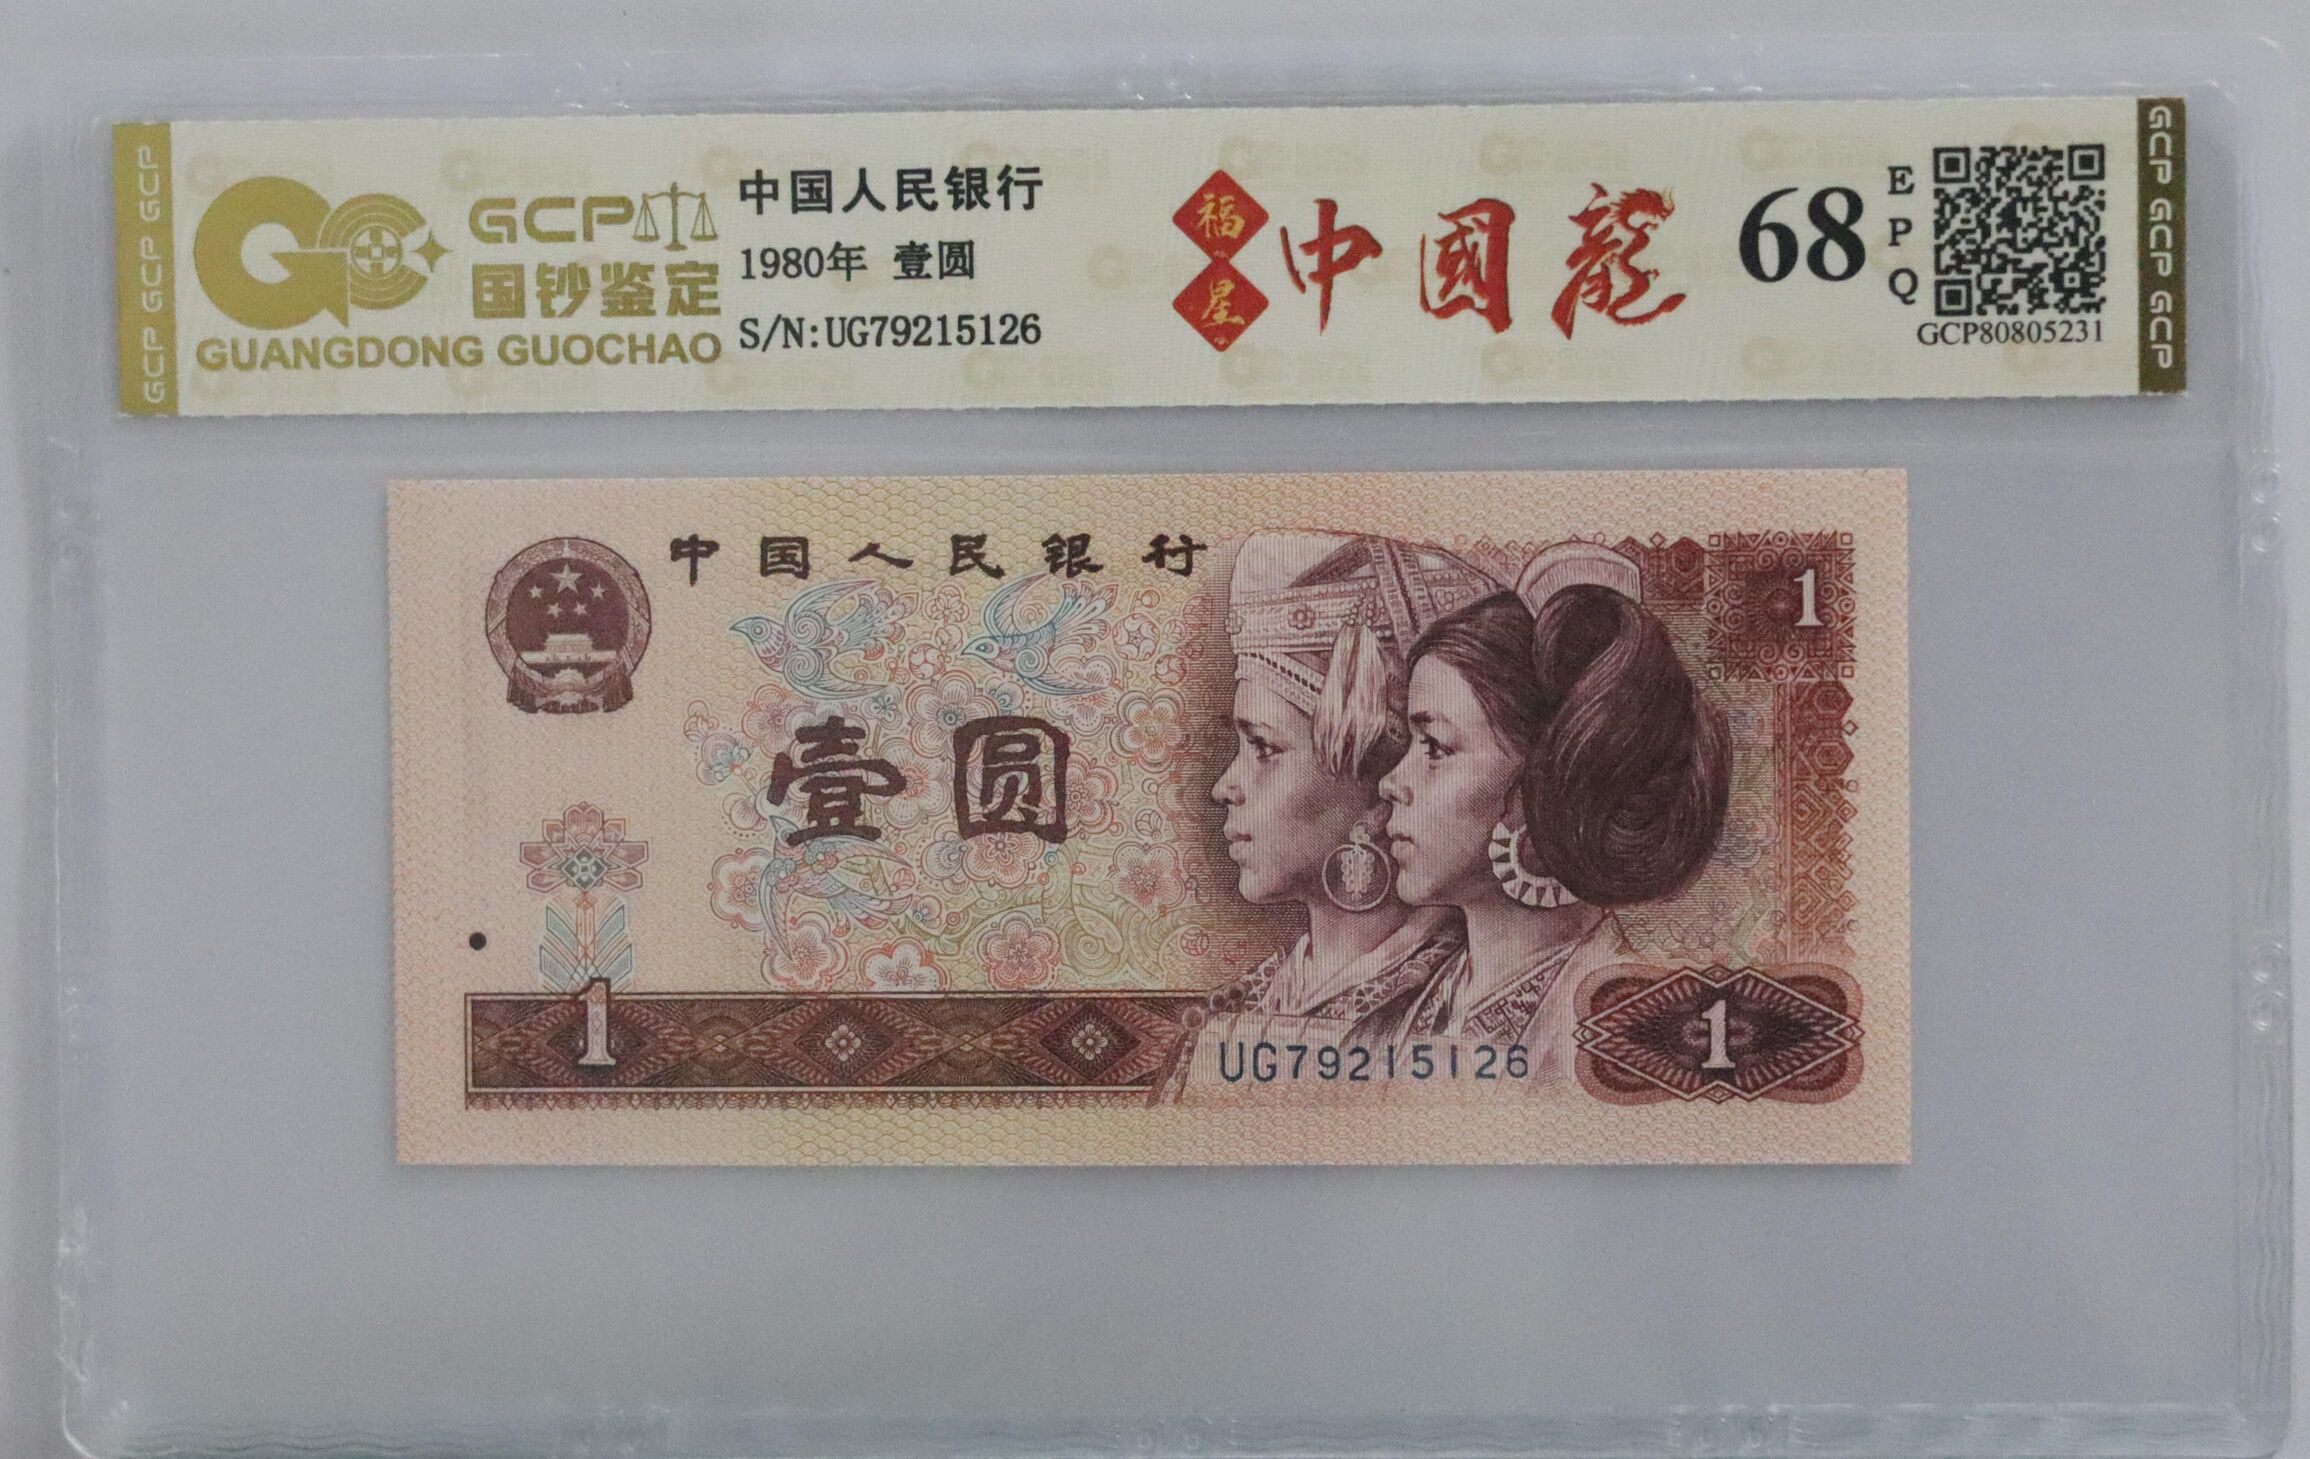 GCP GCP GCP
GCP
国钞鉴定
GUANGDONG GUOCHAO
中国人民银行
1980年 壹圆
S/N:UG79215126
福星
中國龍
68
EPQ
GCP80805231
GCP GCP GCP
中国人民银行
1
壹圆
1
UG79215126
1